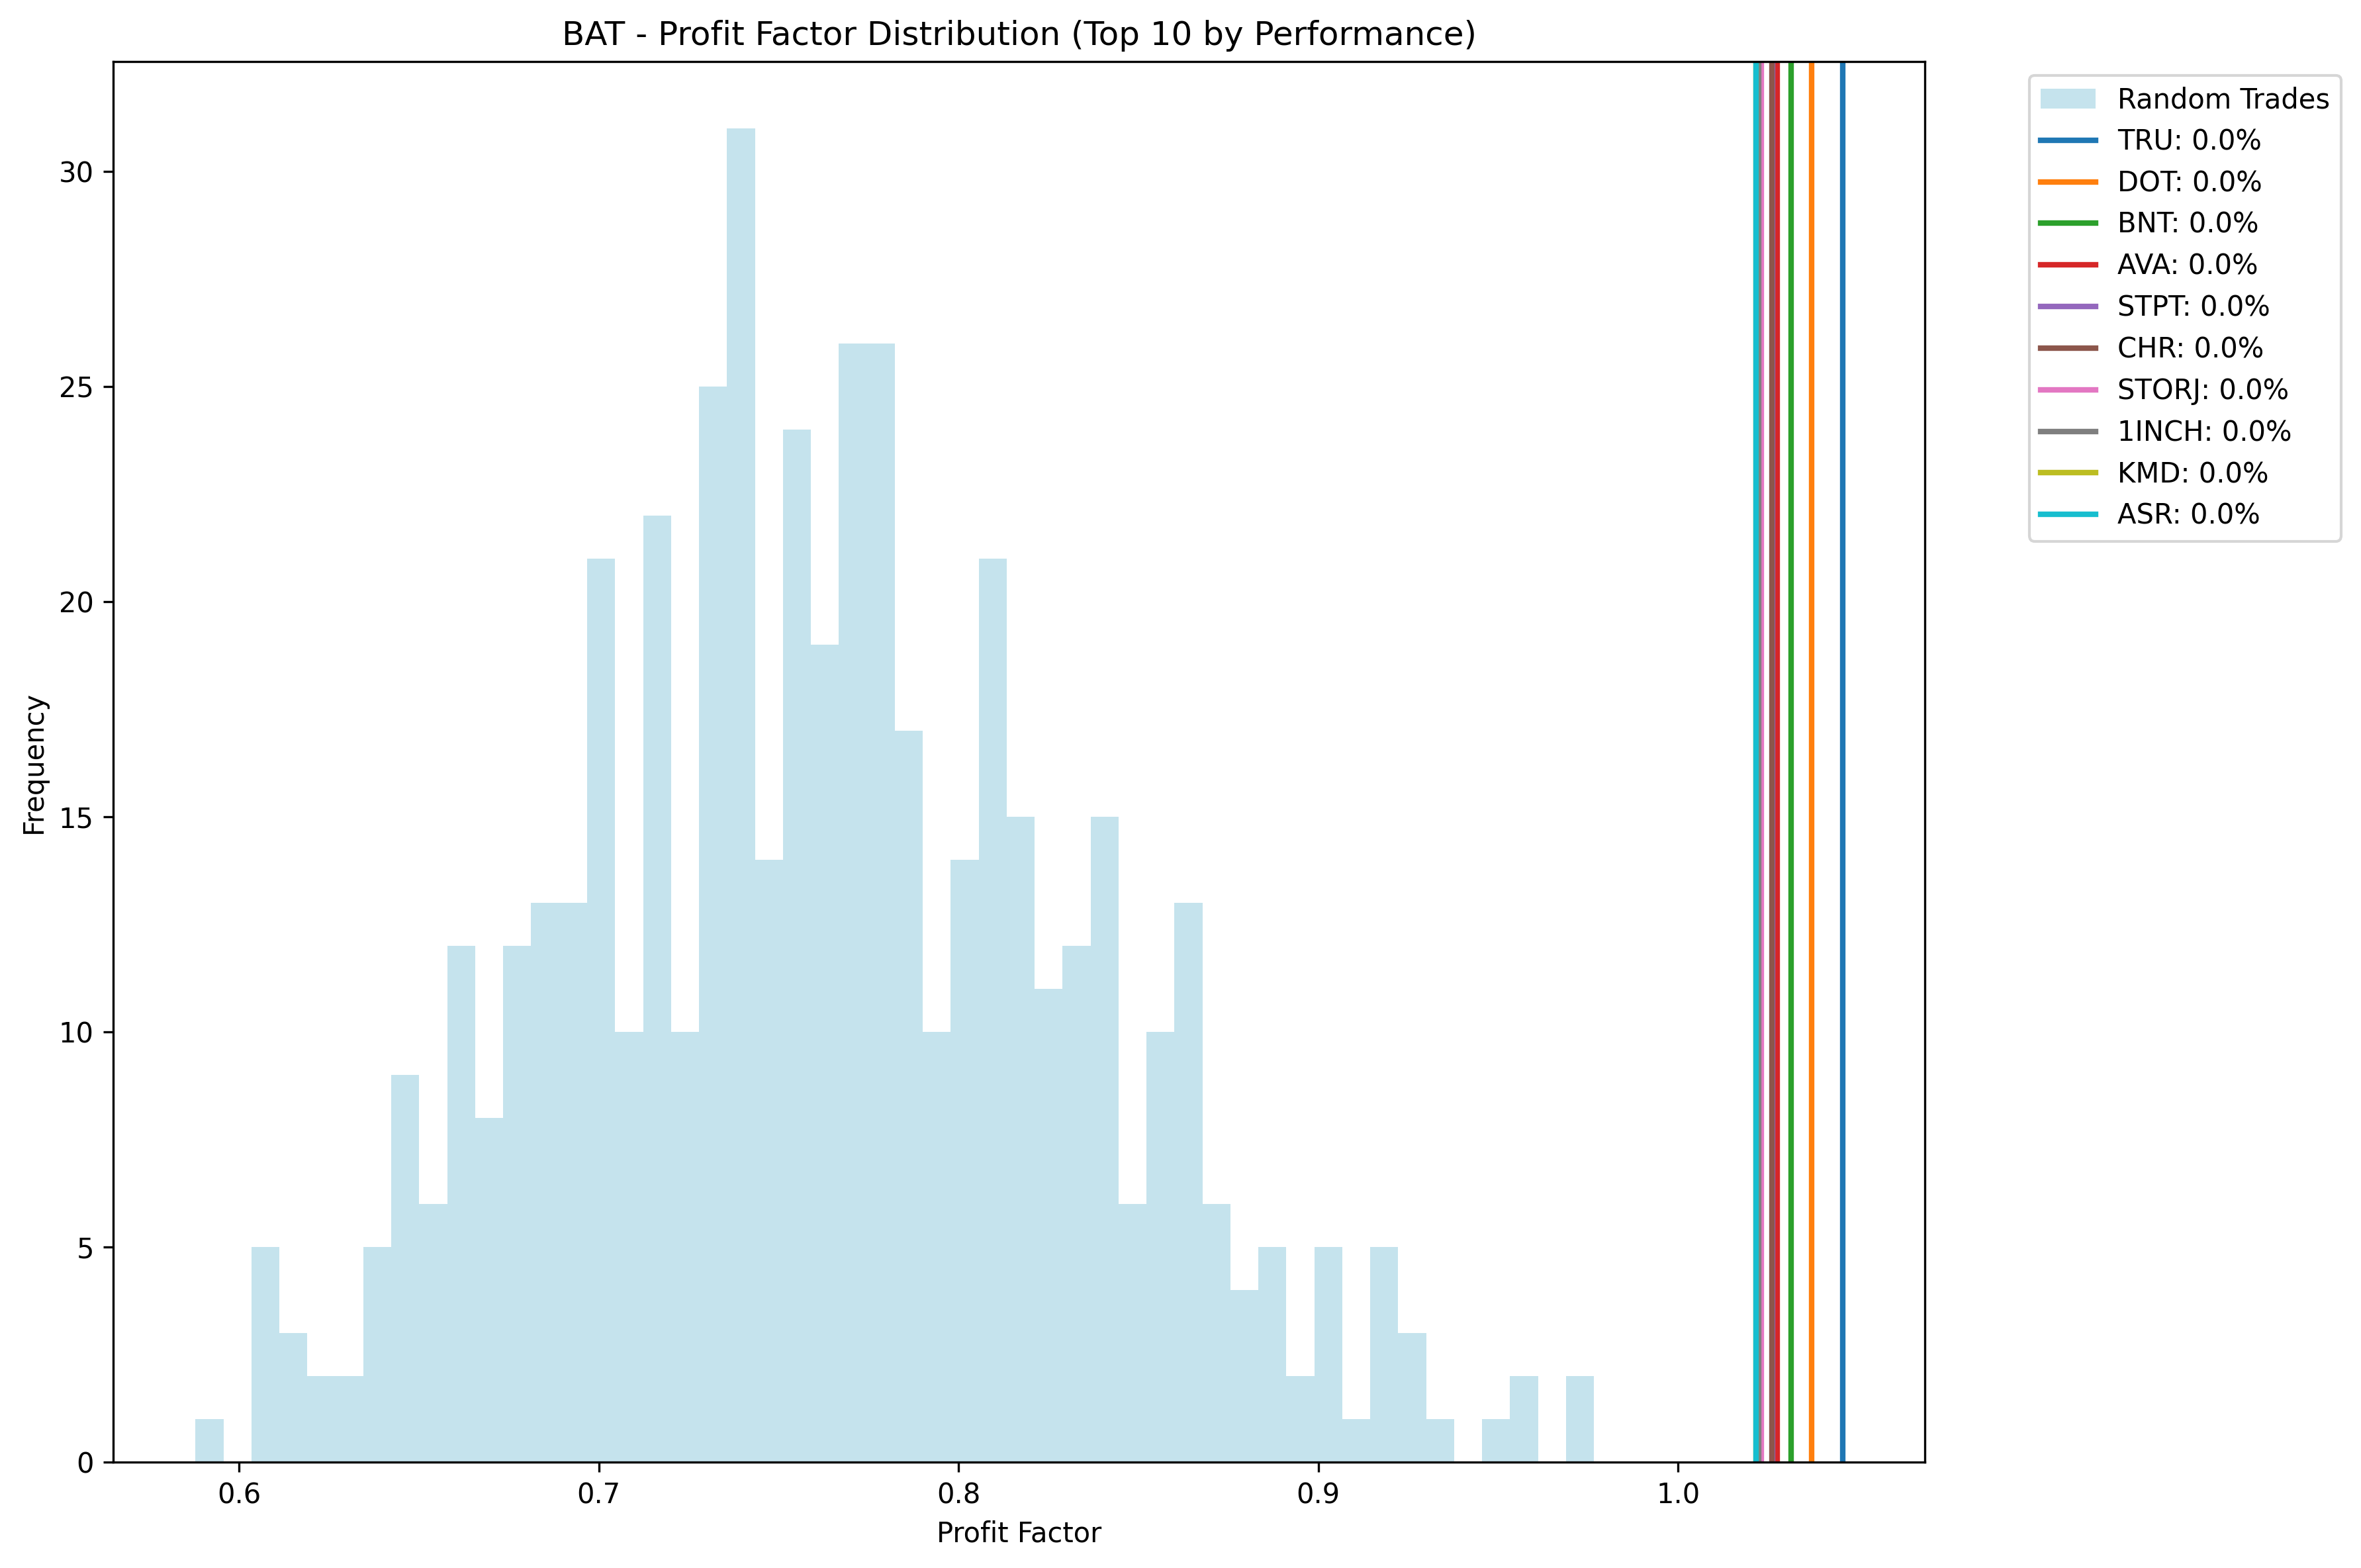 BAT - Profit Factor Distribution (Top 10 by Performance)
Frequency
30
25
20
15
10
5
0
0.6
0.7
0.8
0.9
1.0
Profit Factor
Random Trades
TRU: 0.0%
DOT: 0.0%
BNT: 0.0%
AVA: 0.0%
STPT: 0.0%
CHR: 0.0%
STORJ: 0.0%
1INCH: 0.0%
KMD: 0.0%
ASR: 0.0%